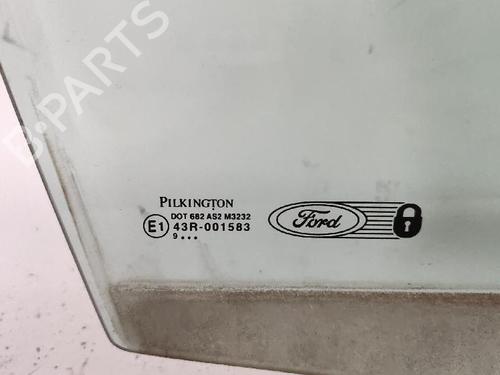 B-PARTS
PILKINGTON
DOT 682 AS2 M3232
E1 43R-001583
9 •••
Ford